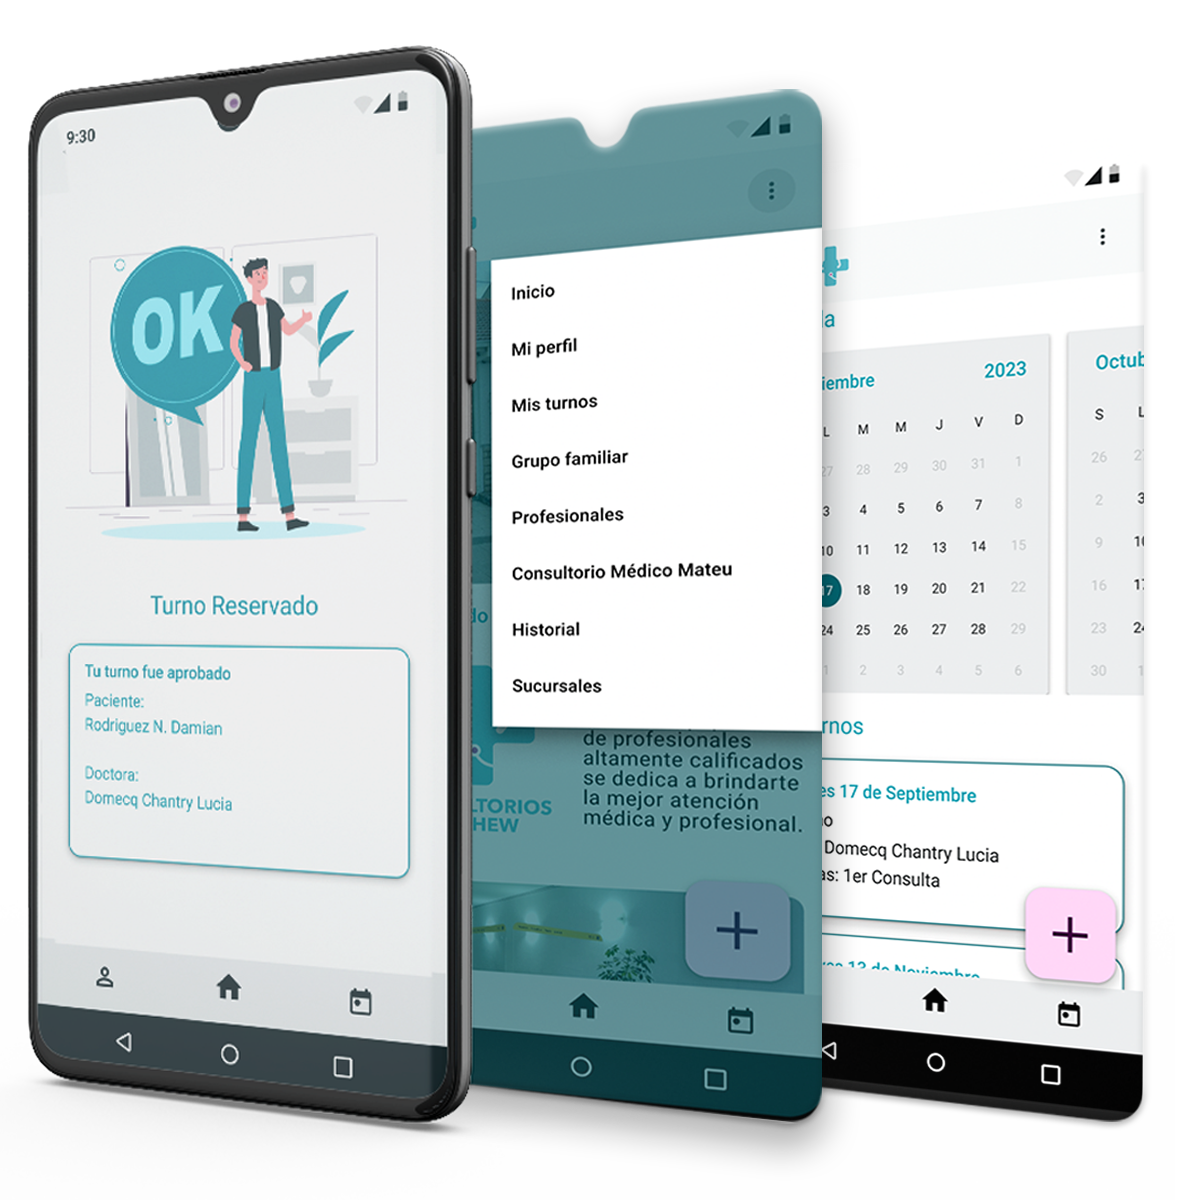 9:30
OK
Turno Reservado
Tu turno fue aprobado
Paciente:
Rodriguez N. Damian
Doctora:
Domecq Chantry Lucia
Inicio
Mi perfil
Mis turnos
Grupo familiar
Profesionales
Consultorio Médico Mateu
Historial
Sucursales
de profesionales
altamente calificados
se dedica a brindarte
la mejor atención
médica y profesional.
LTORIOS
HEW
+
la
iembre 2023
L M M J V D
27 28 29 30 31 1
3 4 5 6 7 8
10 11 12 13 14 15
17 18 19 20 21 22
24 25 26 27 28 29
1 2 3 4 5 6
Octub
S L
26 2
2 3
9 10
16 17
23 24
30 1
rnos
es 17 de Septiembre
no
Domecq Chantry Lucia
as: 1er Consulta
+
res 13 de Noviembre